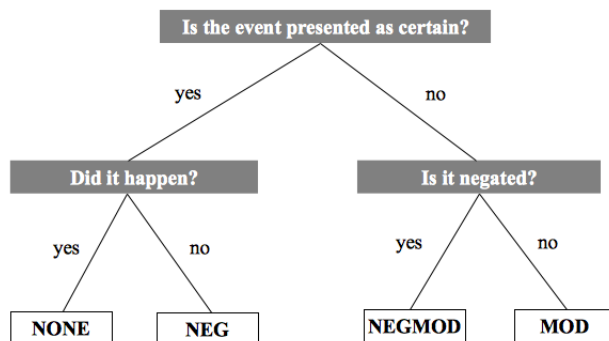 Is the event presented as certain?
yes
no
Did it happen?
Is it negated?
yes
no
yes
no
NONE
NEG
NEGMOD
MOD